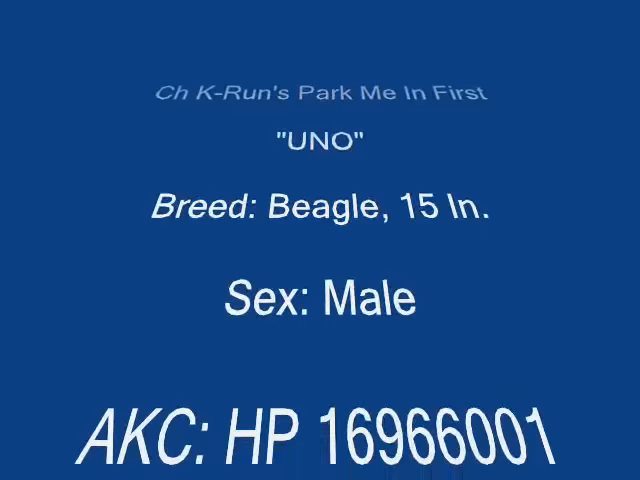 Ch K-Run's Park Me In First
"UNO"
Breed: Beagle, 15 In.
Sex: Male
AKC: HP 16966001